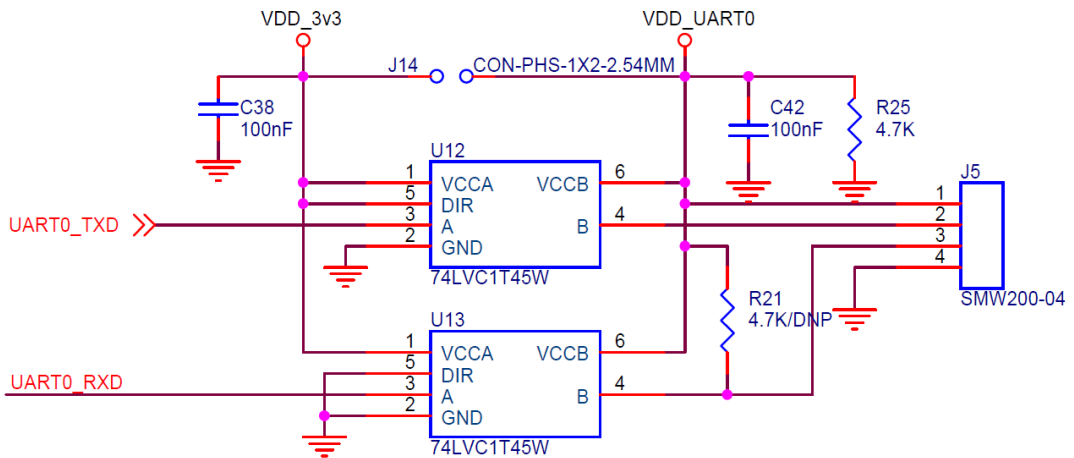 VDD_3v3
VDD_UART0
J14
CON-PHS-1X2-2.54MM
C38
100nF
C42
100nF
R25
4.7K
U12
1 VCCA VCCB 6
5 DIR
3 A B 4
2 GND
74LVC1T45W
UART0_TXD
J5
1
2
3
4
SMW200-04
R21
4.7K/DNP
U13
1 VCCA VCCB 6
5 DIR
3 A B 4
2 GND
74LVC1T45W
UART0_RXD